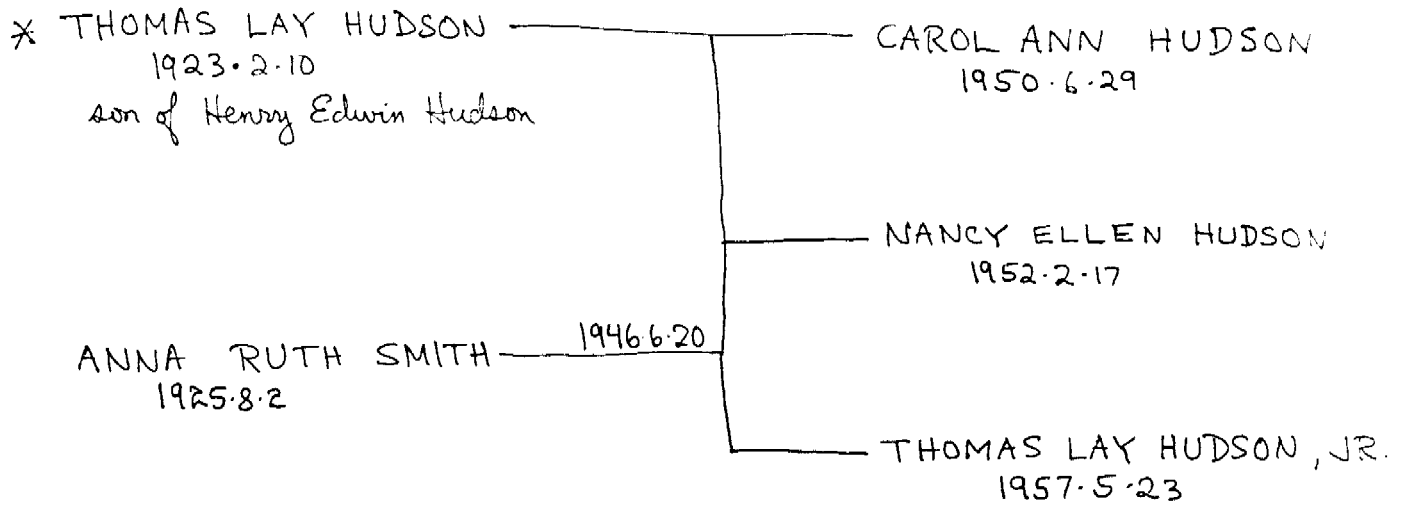 * THOMAS LAY HUDSON
1923·2·10
son of Henry Edwin Hudson
CAROL ANN HUDSON
1950·6·29
NANCY ELLEN HUDSON
1952·2·17
1946·6·20
ANNA RUTH SMITH
1925·8·2
THOMAS LAY HUDSON, JR.
1957·5·23